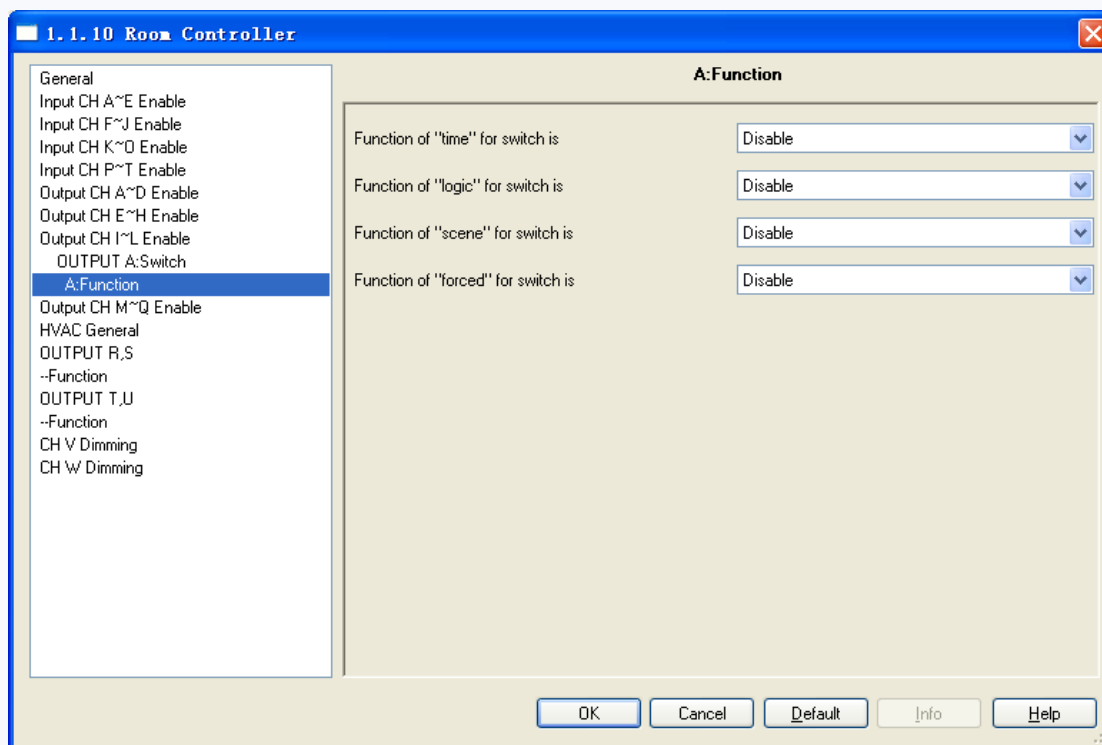 1.1.10 Room Controller
General
Input CH A~E Enable
Input CH F~J Enable
Input CH K~O Enable
Input CH P~T Enable
Output CH A~D Enable
Output CH E~H Enable
Output CH I~L Enable
OUTPUT A:Switch
A:Function
Output CH M~Q Enable
HVAC General
OUTPUT R,S
--Function
OUTPUT T,U
--Function
CH V Dimming
CH W Dimming
A:Function
Function of "time" for switch is Disable
Function of "logic" for switch is Disable
Function of "scene" for switch is Disable
Function of "forced" for switch is Disable
OK Cancel Default Info Help